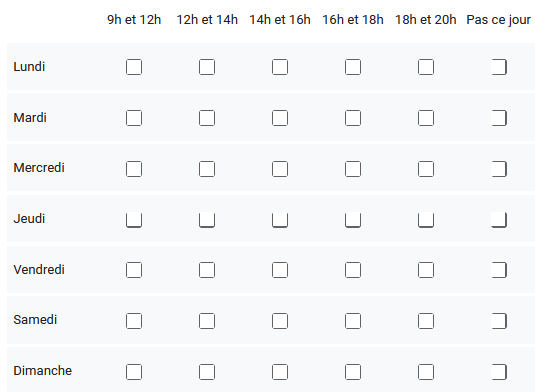 9h et 12h 12h et 14h 14h et 16h 16h et 18h 18h et 20h Pas ce jour
Lundi
Mardi
Mercredi
Jeudi
Vendredi
Samedi
Dimanche